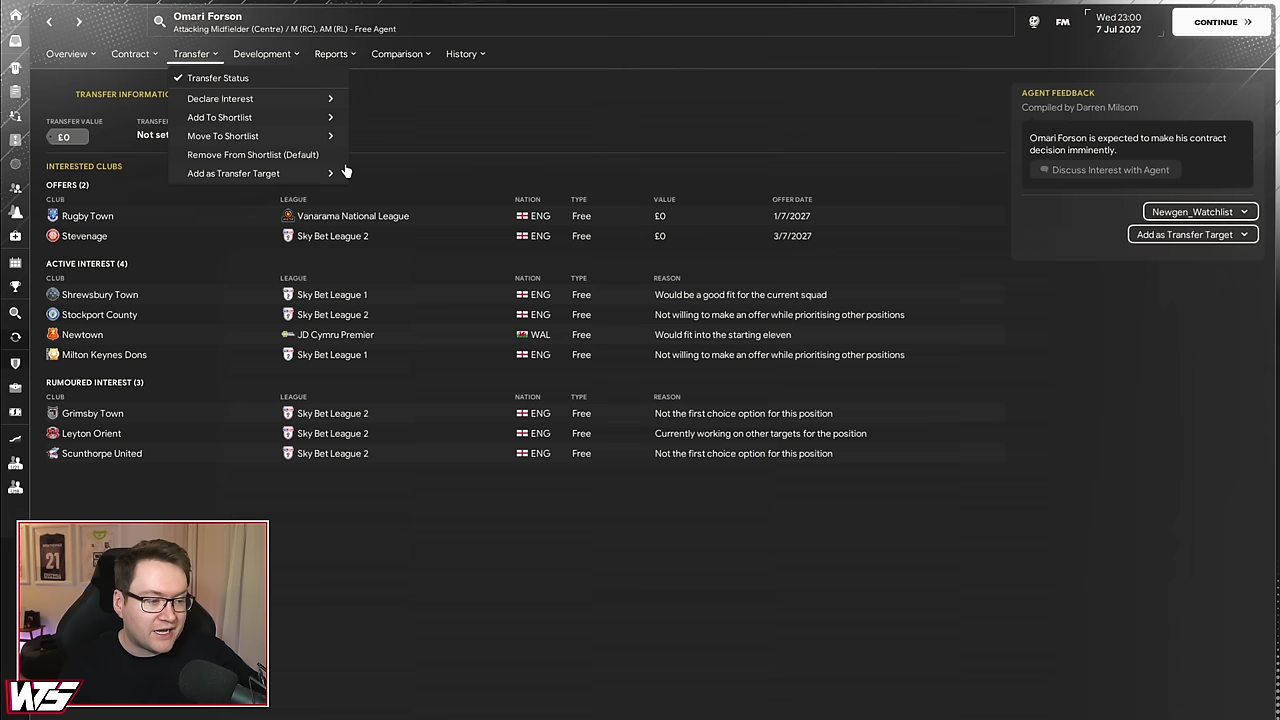 Omari Forson
Attacking Midfielder (Centre) / M (RC), AM (RL) - Free Agent
FM
Wed 23:00
7 Jul 2027
CONTINUE
Overview
Contract
Transfer
Development
Reports
Comparison
History
Transfer Status
Declare Interest
Add To Shortlist
Move To Shortlist
Remove From Shortlist (Default)
Add as Transfer Target
TRANSFER INFORMATIO
TRANSFER VALUE
TRANSFE
£0
Not set
AGENT FEEDBACK
Compiled by Darren Milsom
Omari Forson is expected to make his contract
decision imminently.
Discuss Interest with Agent
Newgen_Watchlist
Add as Transfer Target
INTERESTED CLUBS
OFFERS (2)
CLUB LEAGUE NATION TYPE VALUE OFFER DATE
Rugby Town Vanarama National League ENG Free £0 1/7/2027
Stevenage Sky Bet League 2 ENG Free £0 3/7/2027
ACTIVE INTEREST (4)
CLUB LEAGUE NATION TYPE REASON
Shrewsbury Town Sky Bet League 1 ENG Free Would be a good fit for the current squad
Stockport County Sky Bet League 2 ENG Free Not willing to make an offer while prioritising other positions
Newtown JD Cymru Premier WAL Free Would fit into the starting eleven
Milton Keynes Dons Sky Bet League 1 ENG Free Not willing to make an offer while prioritising other positions
RUMOURED INTEREST (3)
CLUB LEAGUE NATION TYPE REASON
Grimsby Town Sky Bet League 2 ENG Free Not the first choice option for this position
Leyton Orient Sky Bet League 2 ENG Free Currently working on other targets for the position
Scunthorpe United Sky Bet League 2 ENG Free Not the first choice option for this position
21
WTS